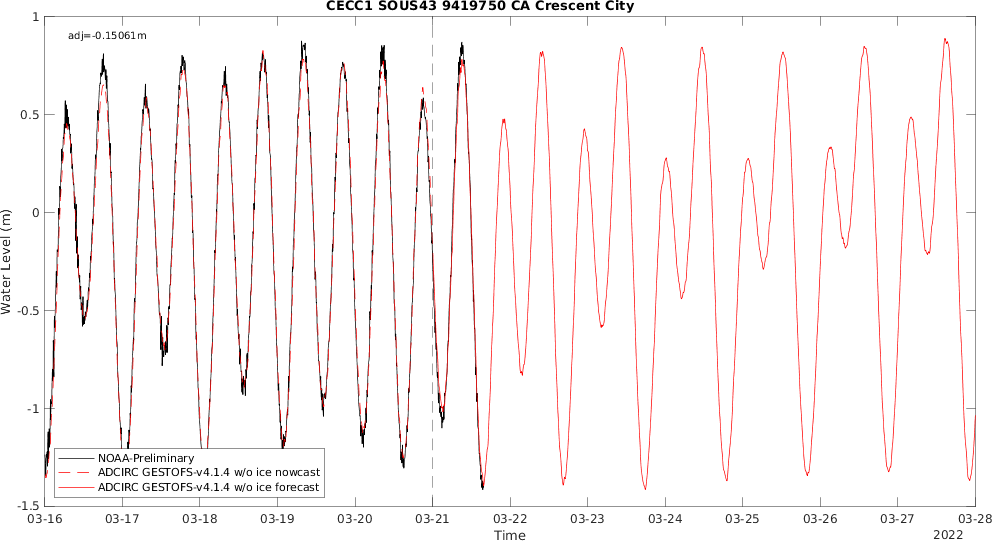 CECC1 SOUS43 9419750 CA Crescent City
adj=-0.15061m
1
0.5
0
-0.5
-1
-1.5
Water Level (m)
NOAA-Preliminary
ADCIRC GESTOFS-v4.1.4 w/o ice nowcast
ADCIRC GESTOFS-v4.1.4 w/o ice forecast
03-16 03-17 03-18 03-19 03-20 03-21 03-22 03-23 03-24 03-25 03-26 03-27 03-28
Time
2022